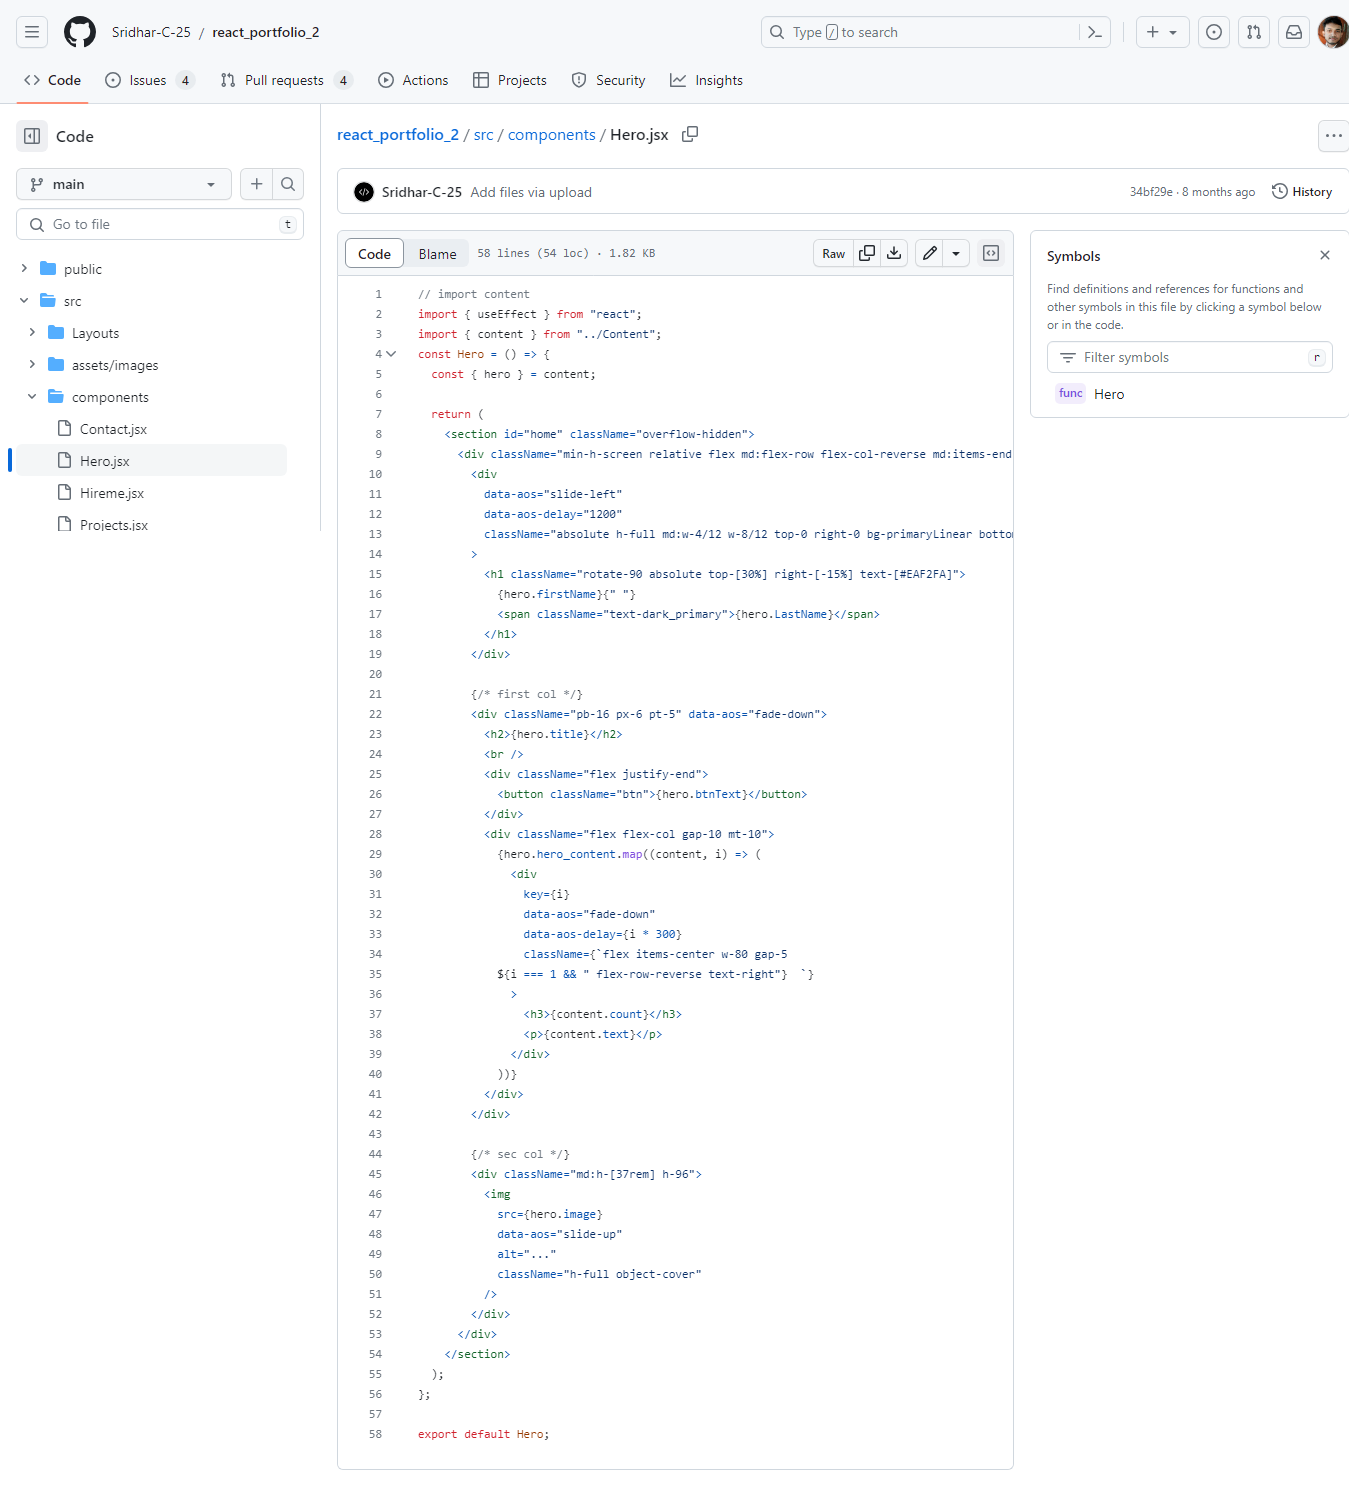 Sridhar-C-25 / react_portfolio_2
Type / to search
Code
Issues 4
Pull requests 4
Actions
Projects
Security
Insights
Code
main
Go to file t
public
src
Layouts
assets/images
components
Contact.jsx
Hero.jsx
Hireme.jsx
Projects.jsx
react_portfolio_2 / src / components / Hero.jsx
Sridhar-C-25 Add files via upload
34bf29e · 8 months ago
History
Code
Blame
58 lines (54 loc) · 1.82 KB
Raw
1 // import content
2 import { useEffect } from "react";
3 import { content } from "../Content";
4 const Hero = () => {
5   const { hero } = content;
6
7   return (
8     <section id="home" className="overflow-hidden">
9       <div className="min-h-screen relative flex md:flex-row flex-col-reverse md:items-end
10         <div
11           data-aos="slide-left"
12           data-aos-delay="1200"
13           className="absolute h-full md:w-4/12 w-8/12 top-0 right-0 bg-primaryLinear bottom
14         >
15           <h1 className="rotate-90 absolute top-[30%] right-[-15%] text-[#EAF2FA]">
16             {hero.firstName}{" "}
17             <span className="text-dark_primary">{hero.LastName}</span>
18           </h1>
19         </div>
20
21         {/* first col */}
22         <div className="pb-16 px-6 pt-5" data-aos="fade-down">
23           <h2>{hero.title}</h2>
24           <br />
25           <div className="flex justify-end">
26             <button className="btn">{hero.btnText}</button>
27           </div>
28           <div className="flex flex-col gap-10 mt-10">
29             {hero.hero_content.map((content, i) => (
30               <div
31                 key={i}
32                 data-aos="fade-down"
33                 data-aos-delay={i * 300}
34                 className={`flex items-center w-80 gap-5
35             ${i === 1 && " flex-row-reverse text-right"}  `}
36               >
37                 <h3>{content.count}</h3>
38                 <p>{content.text}</p>
39               </div>
40             ))}
41           </div>
42         </div>
43
44         {/* sec col */}
45         <div className="md:h-[37rem] h-96">
46           <img
47             src={hero.image}
48             data-aos="slide-up"
49             alt="..."
50             className="h-full object-cover"
51           />
52         </div>
53       </div>
54     </section>
55   );
56 };
57
58 export default Hero;
Symbols
Find definitions and references for functions and
other symbols in this file by clicking a symbol below
or in the code.
Filter symbols r
func Hero